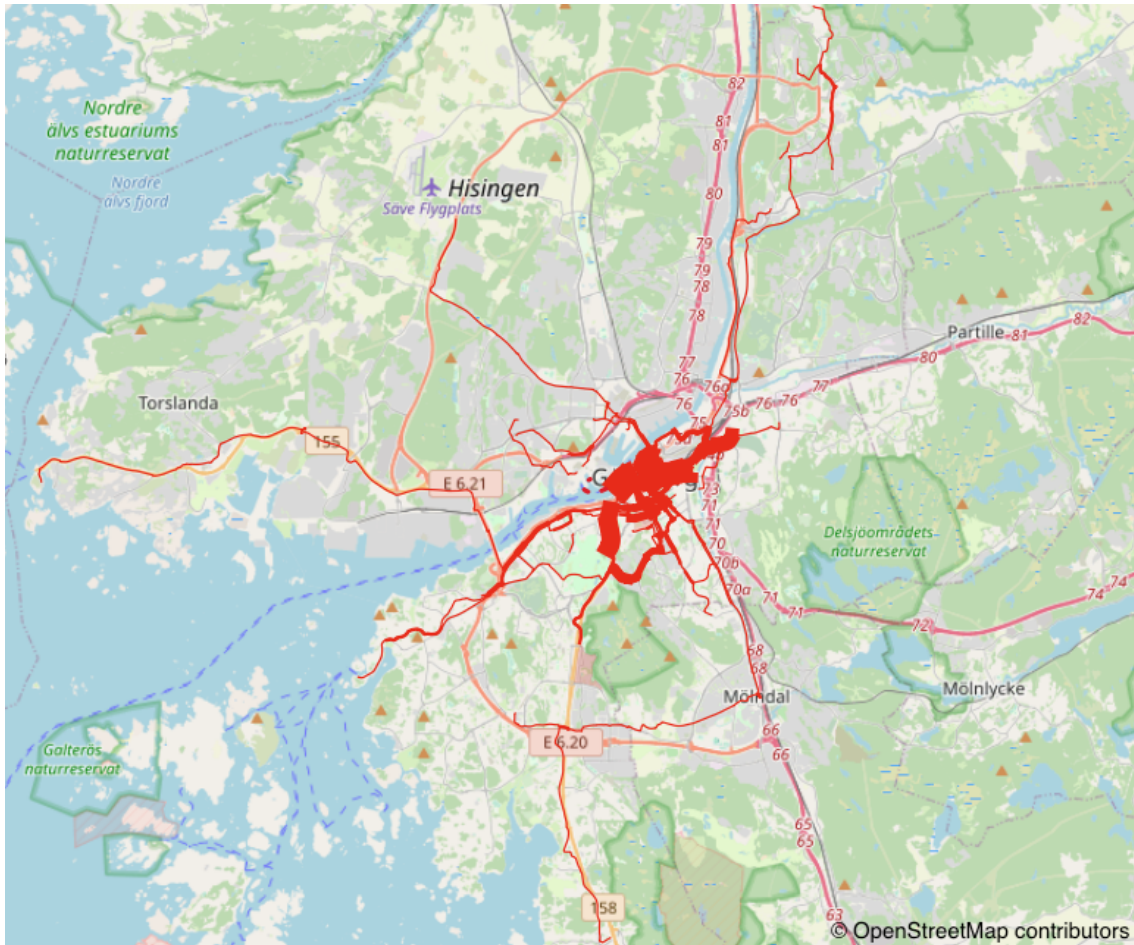 82
81
81
Nordre
älvs estuariums
naturreservat
Nordre
älvs fjord
Hisingen
Säve Flygplats
80
79
79
78
78
Partille
81
82
80
77
76
76a
77
76
76
76
75b
75
Torslanda
155
E 6.21
73
71
71
70
70b
70a
Delsjöområdets
naturreservat
71
71
72
74
74
68
68
Mölndal
Mölnlycke
66
66
E 6.20
Galterös
naturreservat
65
65
158
63
© OpenStreetMap contributors